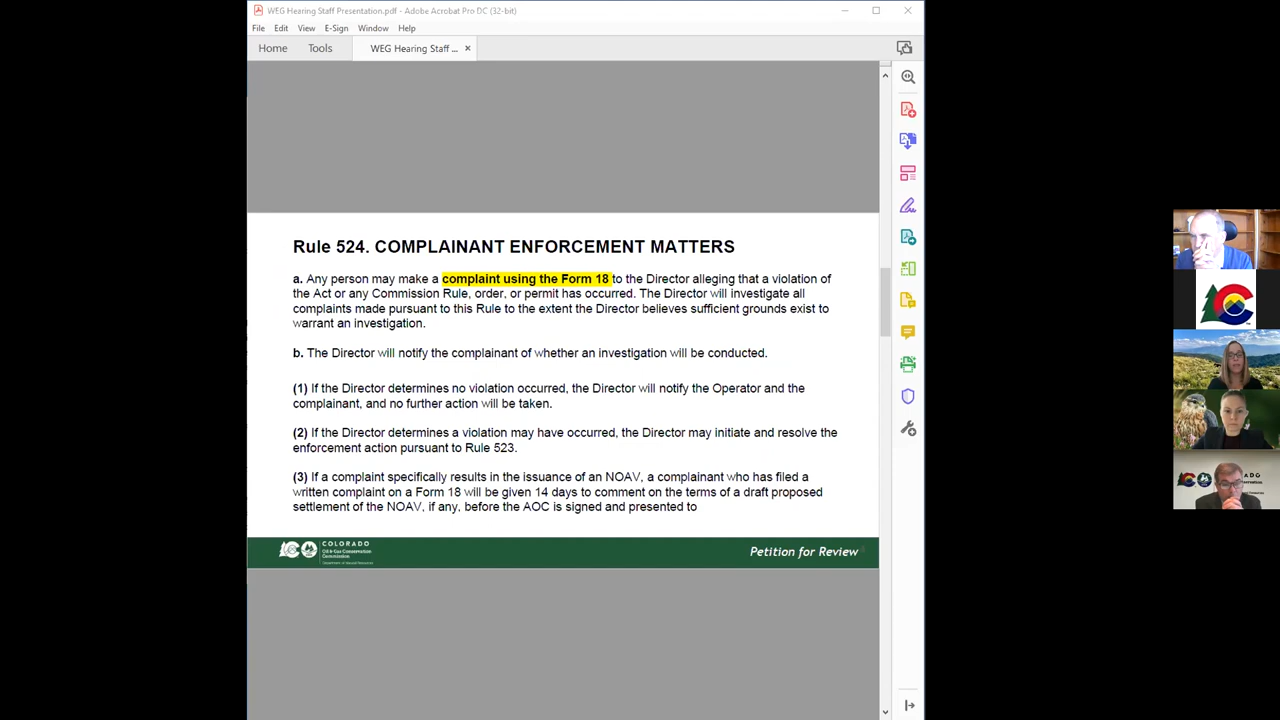 WEG Hearing Staff Presentation.pdf - Adobe Acrobat Pro DC (32-bit)
File Edit View E-Sign Window Help
Home Tools WEG Hearing Staff ... ×
Rule 524. COMPLAINANT ENFORCEMENT MATTERS
a. Any person may make a complaint using the Form 18 to the Director alleging that a violation of
the Act or any Commission Rule, order, or permit has occurred. The Director will investigate all
complaints made pursuant to this Rule to the extent the Director believes sufficient grounds exist to
warrant an investigation.
b. The Director will notify the complainant of whether an investigation will be conducted.
(1) If the Director determines no violation occurred, the Director will notify the Operator and the
complainant, and no further action will be taken.
(2) If the Director determines a violation may have occurred, the Director may initiate and resolve the
enforcement action pursuant to Rule 523.
(3) If a complaint specifically results in the issuance of an NOAV, a complainant who has filed a
written complaint on a Form 18 will be given 14 days to comment on the terms of a draft proposed
settlement of the NOAV, if any, before the AOC is signed and presented to
COLORADO
Oil & Gas Conservation
Commission
Department of Natural Resources
Petition for Review